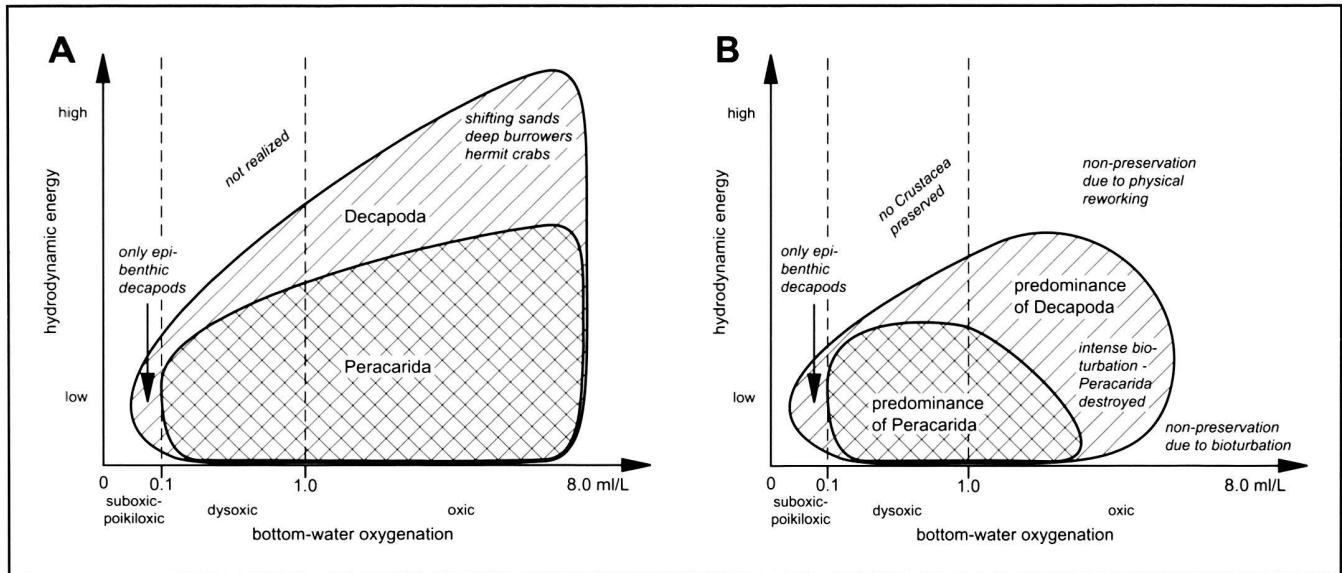 A
high
hydrodynamic energy
low
not realized
shifting sands
deep burrowers
hermit crabs
Decapoda
only epi-
benthic
decapods
Peracarida
0
0.1
1.0
8.0 ml/L
suboxic-
poikiloxic
dysoxic
oxic
bottom-water oxygenation
B
high
hydrodynamic energy
low
no Crustacea
preserved
non-preservation
due to physical
reworking
only epi-
benthic
decapods
predominance
of Decapoda
intense bio-
turbation -
Peracarida
destroyed
predominance
of Peracarida
non-preservation
due to bioturbation
0
0.1
1.0
8.0 ml/L
suboxic-
poikiloxic
dysoxic
oxic
bottom-water oxygenation